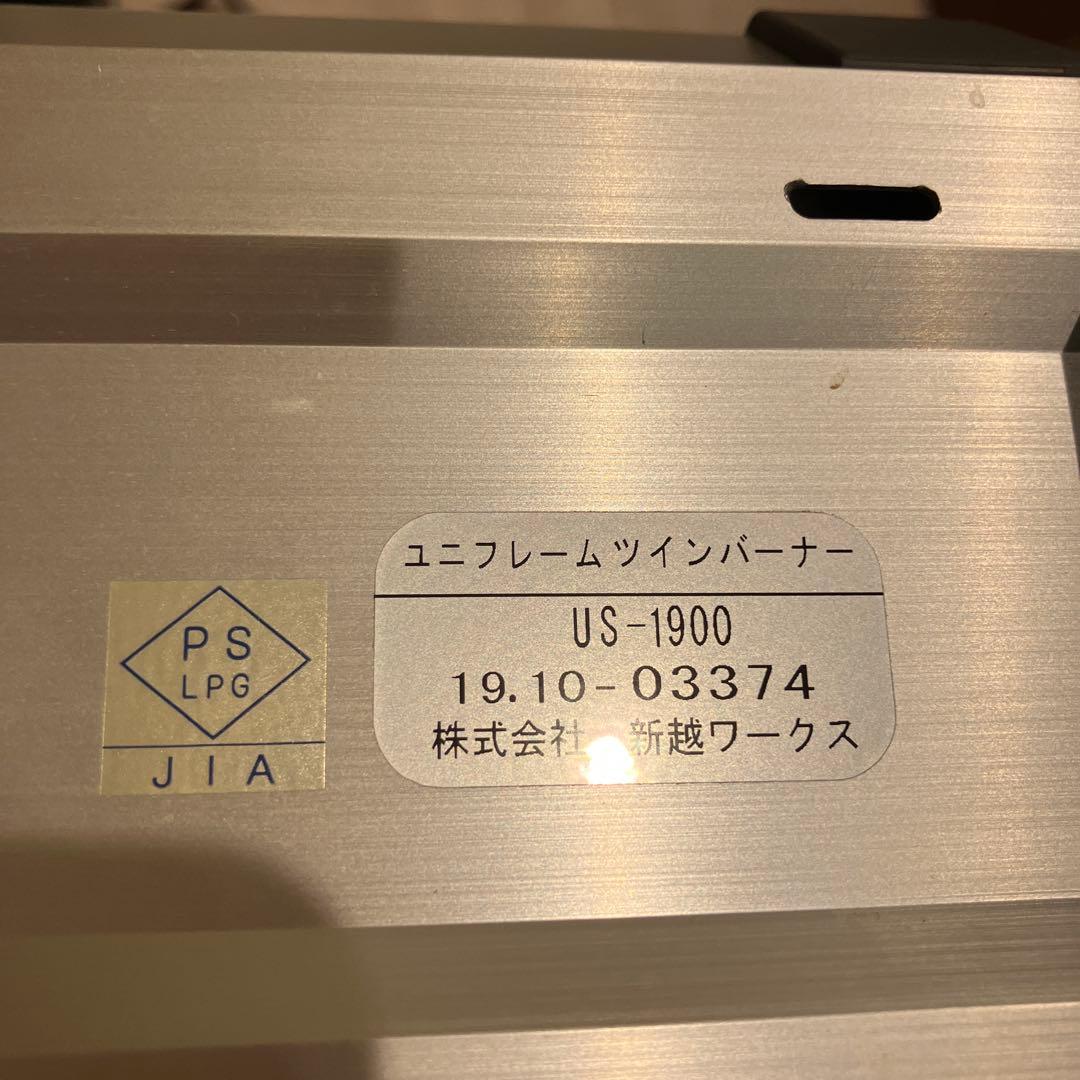 PS
LPG
JIA
ユニフレームツインバーナー
US-1900
19.10-03374
株式会社 新越ワークス